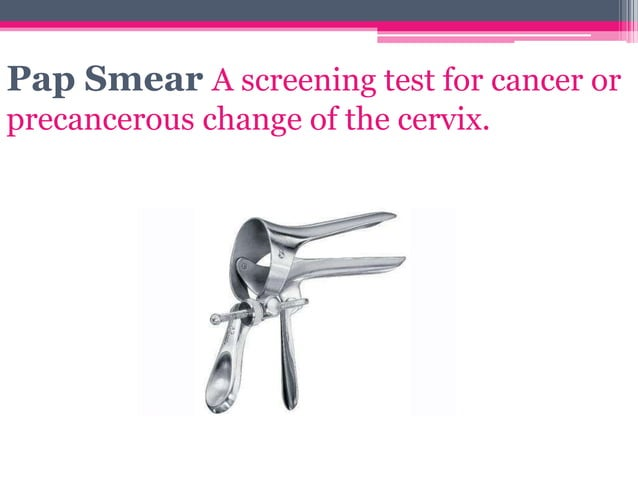 Pap Smear A screening test for cancer or
precancerous change of the cervix.